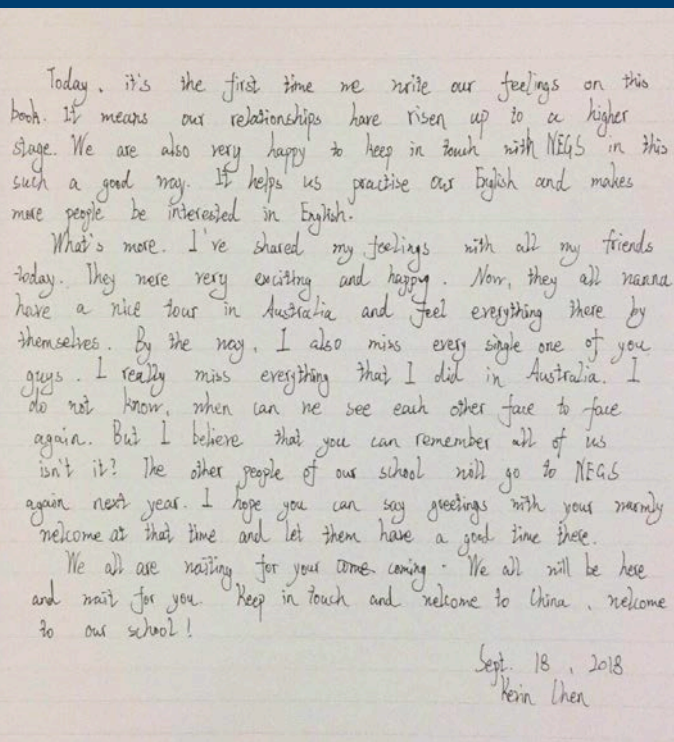 Today, it's the first time we write our feelings on this
book. It means our relationships have risen up to a higher
stage. We are also very happy to keep in touch with NEGS in this
such a good way. It helps us practise our English and makes
more people be interested in English.
What's more. I've shared my feelings with all my friends
today. They were very exciting and happy. Now, they all wanna
have a nice tour in Australia and feel everything there by
themselves. By the way, I also miss every single one of you
guys. I really miss everything that I did in Australia. I
do not know, when can we see each other face to face
again. But I believe that you can remember all of us
isn't it? The other people of our school will go to NEGS
again next year. I hope you can say greetings with your warmly
welcome at that time and let them have a good time there.
We all are waiting for your come coming. We all will be here
and wait for you. Keep in touch and welcome to China, welcome
to our school!
Sept. 18, 2018
Kevin Chen